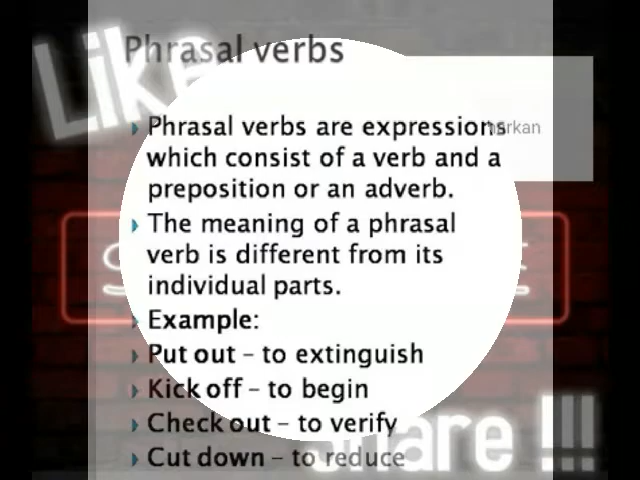 Like
Phrasal verbs
Phrasal verbs are expressions
which consist of a verb and a
preposition or an adverb.
The meaning of a phrasal
verb is different from its
individual parts.
Example:
Put out – to extinguish
Kick off – to begin
Check out – to verify
Cut down – to reduce
share !!!